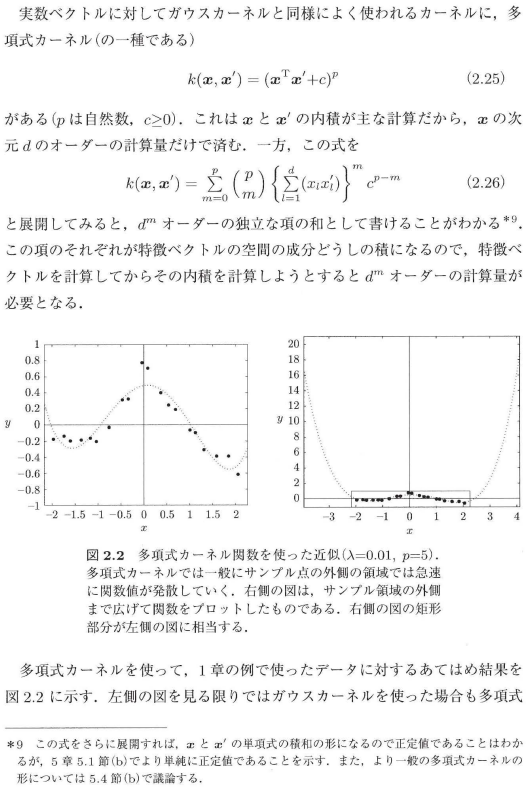 実数ベクトルに対してガウスカーネルと同様によく使われるカーネルに，多
項式カーネル(の一種である)
k(x, x′) = (xᵀx′+c)ᵖ (2.25)
がある(pは自然数，c≥0)．これは x と x′ の内積が主な計算だから，x の次
元 d のオーダーの計算量だけで済む．一方，この式を
k(x, x′) = Σ_{m=0}^{p} (p m) { Σ_{l=1}^{d} (x_l x′_l) }^m c^{p−m} (2.26)
と展開してみると，dᵐ オーダーの独立な項の和として書けることがわかる*9．
この項のそれぞれが特徴ベクトルの空間の成分どうしの積になるので，特徴ベ
クトルを計算してからその内積を計算しようとすると dᵐ オーダーの計算量が
必要となる．
1
0.8
0.6
0.4
0.2
0
−0.2
−0.4
−0.6
−0.8
−1
y
−2 −1.5 −1 −0.5 0 0.5 1 1.5 2
x
20
18
16
14
12
10
8
6
4
2
0
y
−3 −2 −1 0 1 2 3 4
x
図 2.2 多項式カーネル関数を使った近似(λ=0.01, p=5)．
多項式カーネルでは一般にサンプル点の外側の領域では急速
に関数値が発散していく．右側の図は，サンプル領域の外側
まで広げて関数をプロットしたものである．右側の図の矩形
部分が左側の図に相当する．
多項式カーネルを使って，1章の例で使ったデータに対するあてはめ結果を
図2.2 に示す．左側の図を見る限りではガウスカーネルを使った場合も多項式
*9 この式をさらに展開すれば，x と x′ の単項式の積和の形になるので正定値であることはわか
るが，5 章 5.1 節(b)でより単純に正定値であることを示す．また，より一般の多項式カーネルの
形については 5.4 節(b)で議論する．